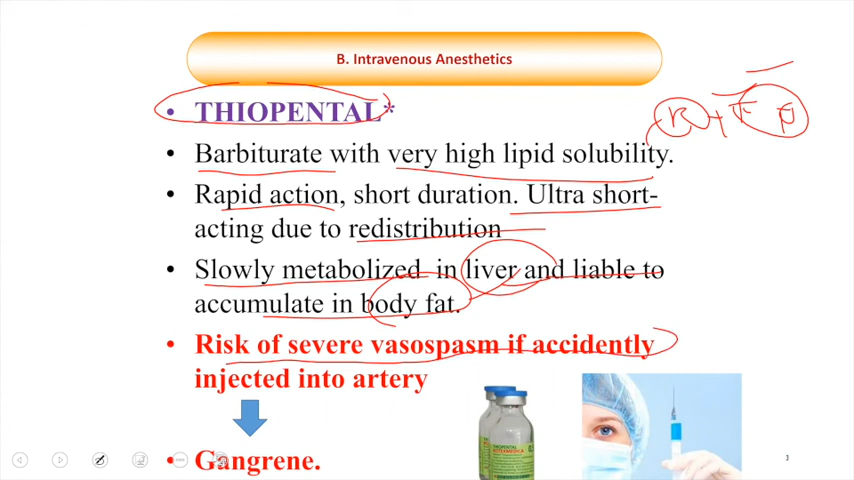 B. Intravenous Anesthetics
• THIOPENTAL*
• Barbiturate with very high lipid solubility.
• Rapid action, short duration. Ultra short-
acting due to redistribution
• Slowly metabolized in liver and liable to
accumulate in body fat.
• Risk of severe vasospasm if accidently
injected into artery
• Gangrene.
THIOPENTAL
3